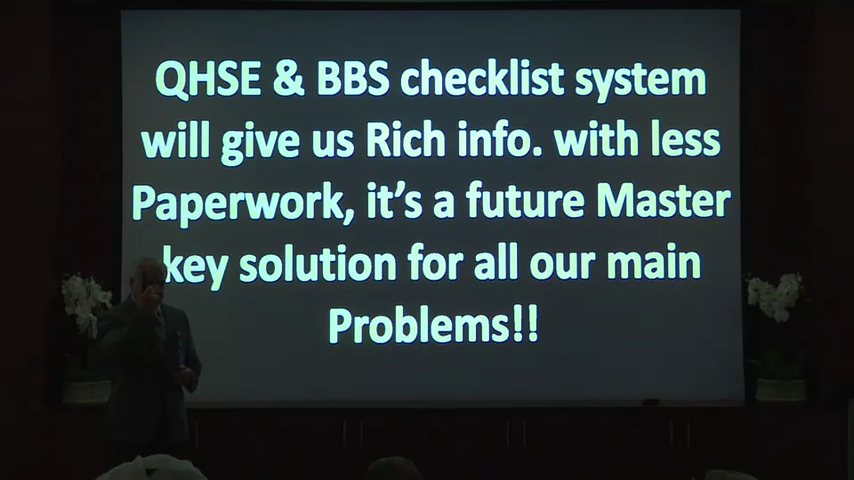 QHSE & BBS checklist system
will give us Rich info. with less
Paperwork, it's a future Master
key solution for all our main
Problems!!